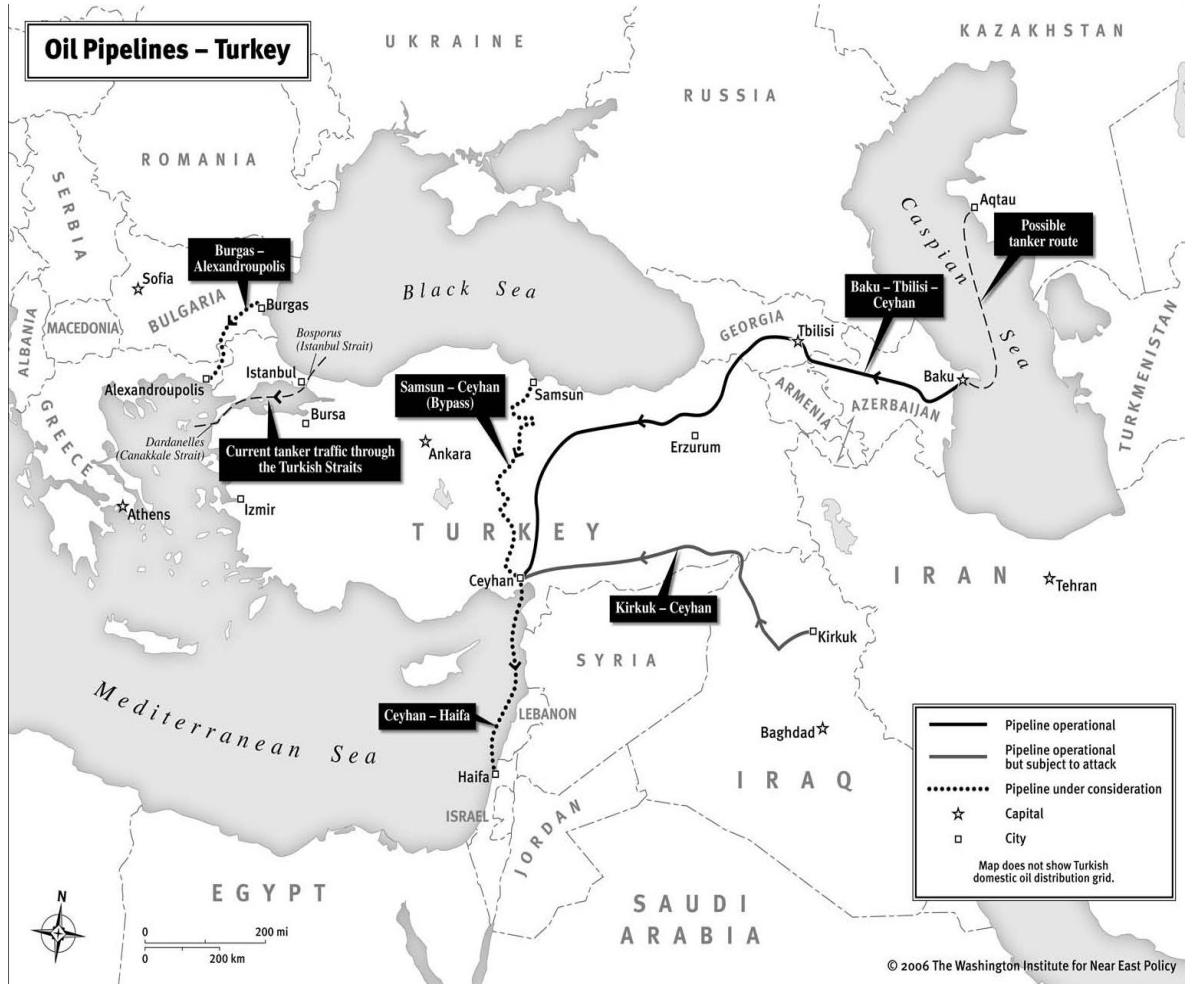 Oil Pipelines – Turkey
UKRAINE
KAZAKHSTAN
RUSSIA
ROMANIA
SERBIA
Aqtau
Caspian Sea
Possible
tanker route
Burgas –
Alexandroupolis
Sofia
BULGARIA
Burgas
Black Sea
Baku – Tbilisi –
Ceyhan
ALBANIA
MACEDONIA
Bosporus
(Istanbul Strait)
GEORGIA
Tbilisi
TURKMENISTAN
Alexandroupolis
Istanbul
Samsun – Ceyhan
(Bypass)
Samsun
Baku
ARMENIA
AZERBAIJAN
GREECE
Bursa
Dardanelles
(Canakkale Strait)
Current tanker traffic through
the Turkish Straits
Ankara
Erzurum
Athens
Izmir
TURKEY
Ceyhan
IRAN
Tehran
Kirkuk – Ceyhan
Kirkuk
SYRIA
Mediterranean Sea
Ceyhan – Haifa
LEBANON
Baghdad
Haifa
IRAQ
ISRAEL
JORDAN
EGYPT
SAUDI
ARABIA
Pipeline operational
Pipeline operational
but subject to attack
Pipeline under consideration
Capital
City
Map does not show Turkish
domestic oil distribution grid.
N
0 200 mi
0 200 km
© 2006 The Washington Institute for Near East Policy